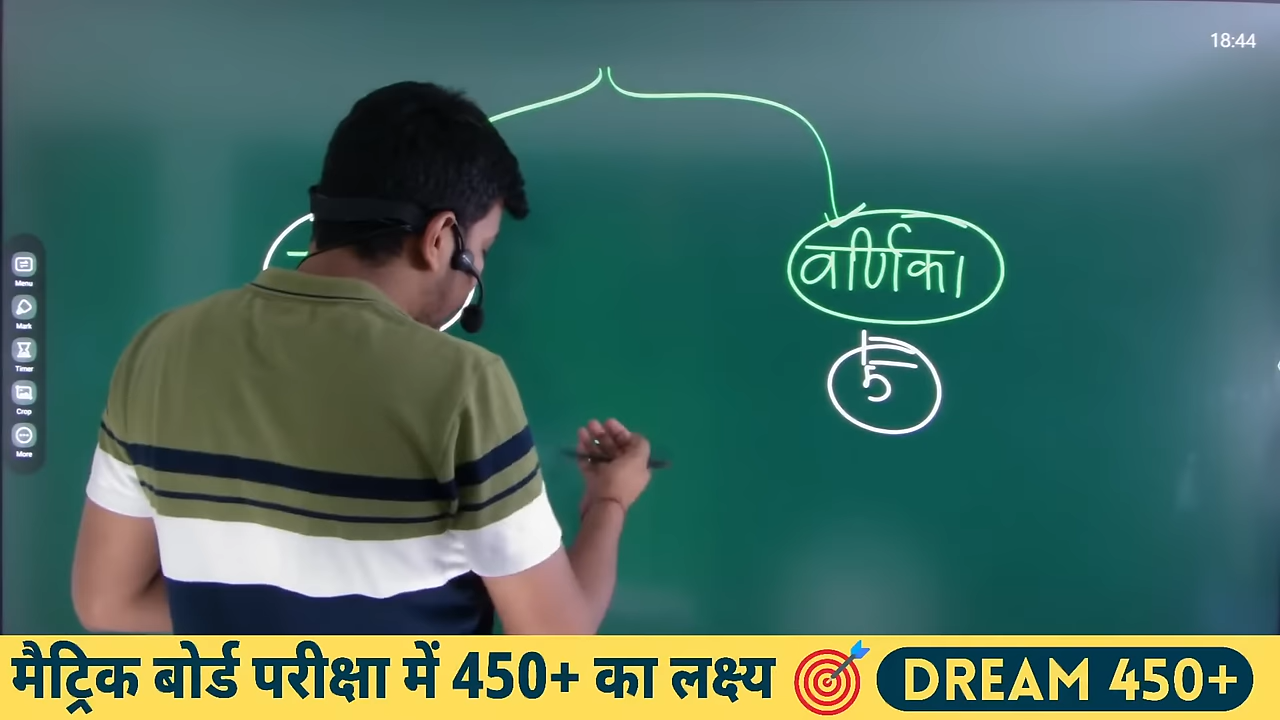 18:44
वर्णिका
5
Menu
Mark
Timer
Crop
More
मैट्रिक बोर्ड परीक्षा में 450+ का लक्ष्य DREAM 450+